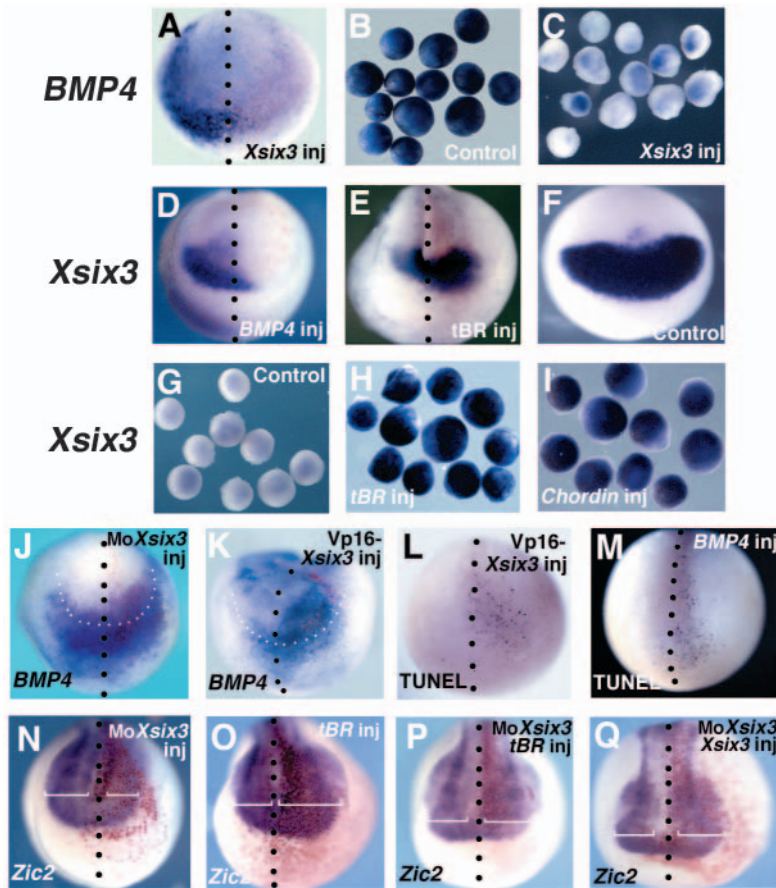 A
B
C
BMP4
Xsix3 inj
Control
Xsix3 inj
D
E
F
Xsix3
BMP4 inj
tBR inj
Control
G
Control
H
I
Xsix3
tBR inj
Chordin inj
J
MoXsix3
inj
K
Vp16-
Xsix3 inj
L
Vp16-
Xsix3 inj
M
BMP4 inj
BMP4
BMP4
TUNEL
TUNEL
N
MoXsix3
inj
O
tBR inj
P
MoXsix3
tBR inj
Q
MoXsix3
Xsix3 inj
Zic2
Zic2
Zic2
Zic2